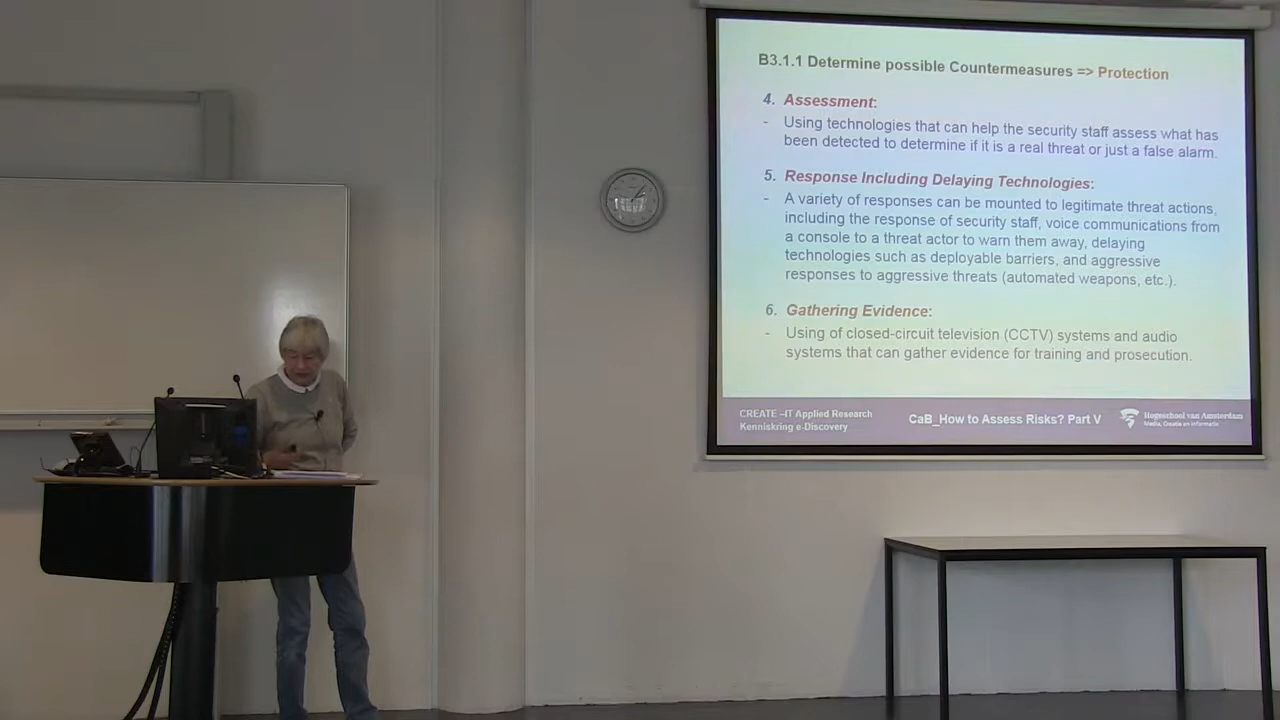 B3.1.1 Determine possible Countermeasures => Protection
4. Assessment:
- Using technologies that can help the security staff assess what has
been detected to determine if it is a real threat or just a false alarm.
5. Response Including Delaying Technologies:
- A variety of responses can be mounted to legitimate threat actions,
including the response of security staff, voice communications from
a console to a threat actor to warn them away, delaying
technologies such as deployable barriers, and aggressive
responses to aggressive threats (automated weapons, etc.).
6. Gathering Evidence:
- Using of closed-circuit television (CCTV) systems and audio
systems that can gather evidence for training and prosecution.
CREATE –IT Applied Research
Kenniskring e-Discovery
CaB_How to Assess Risks? Part V
Hogeschool van Amsterdam
Media, Creatie en Informatie